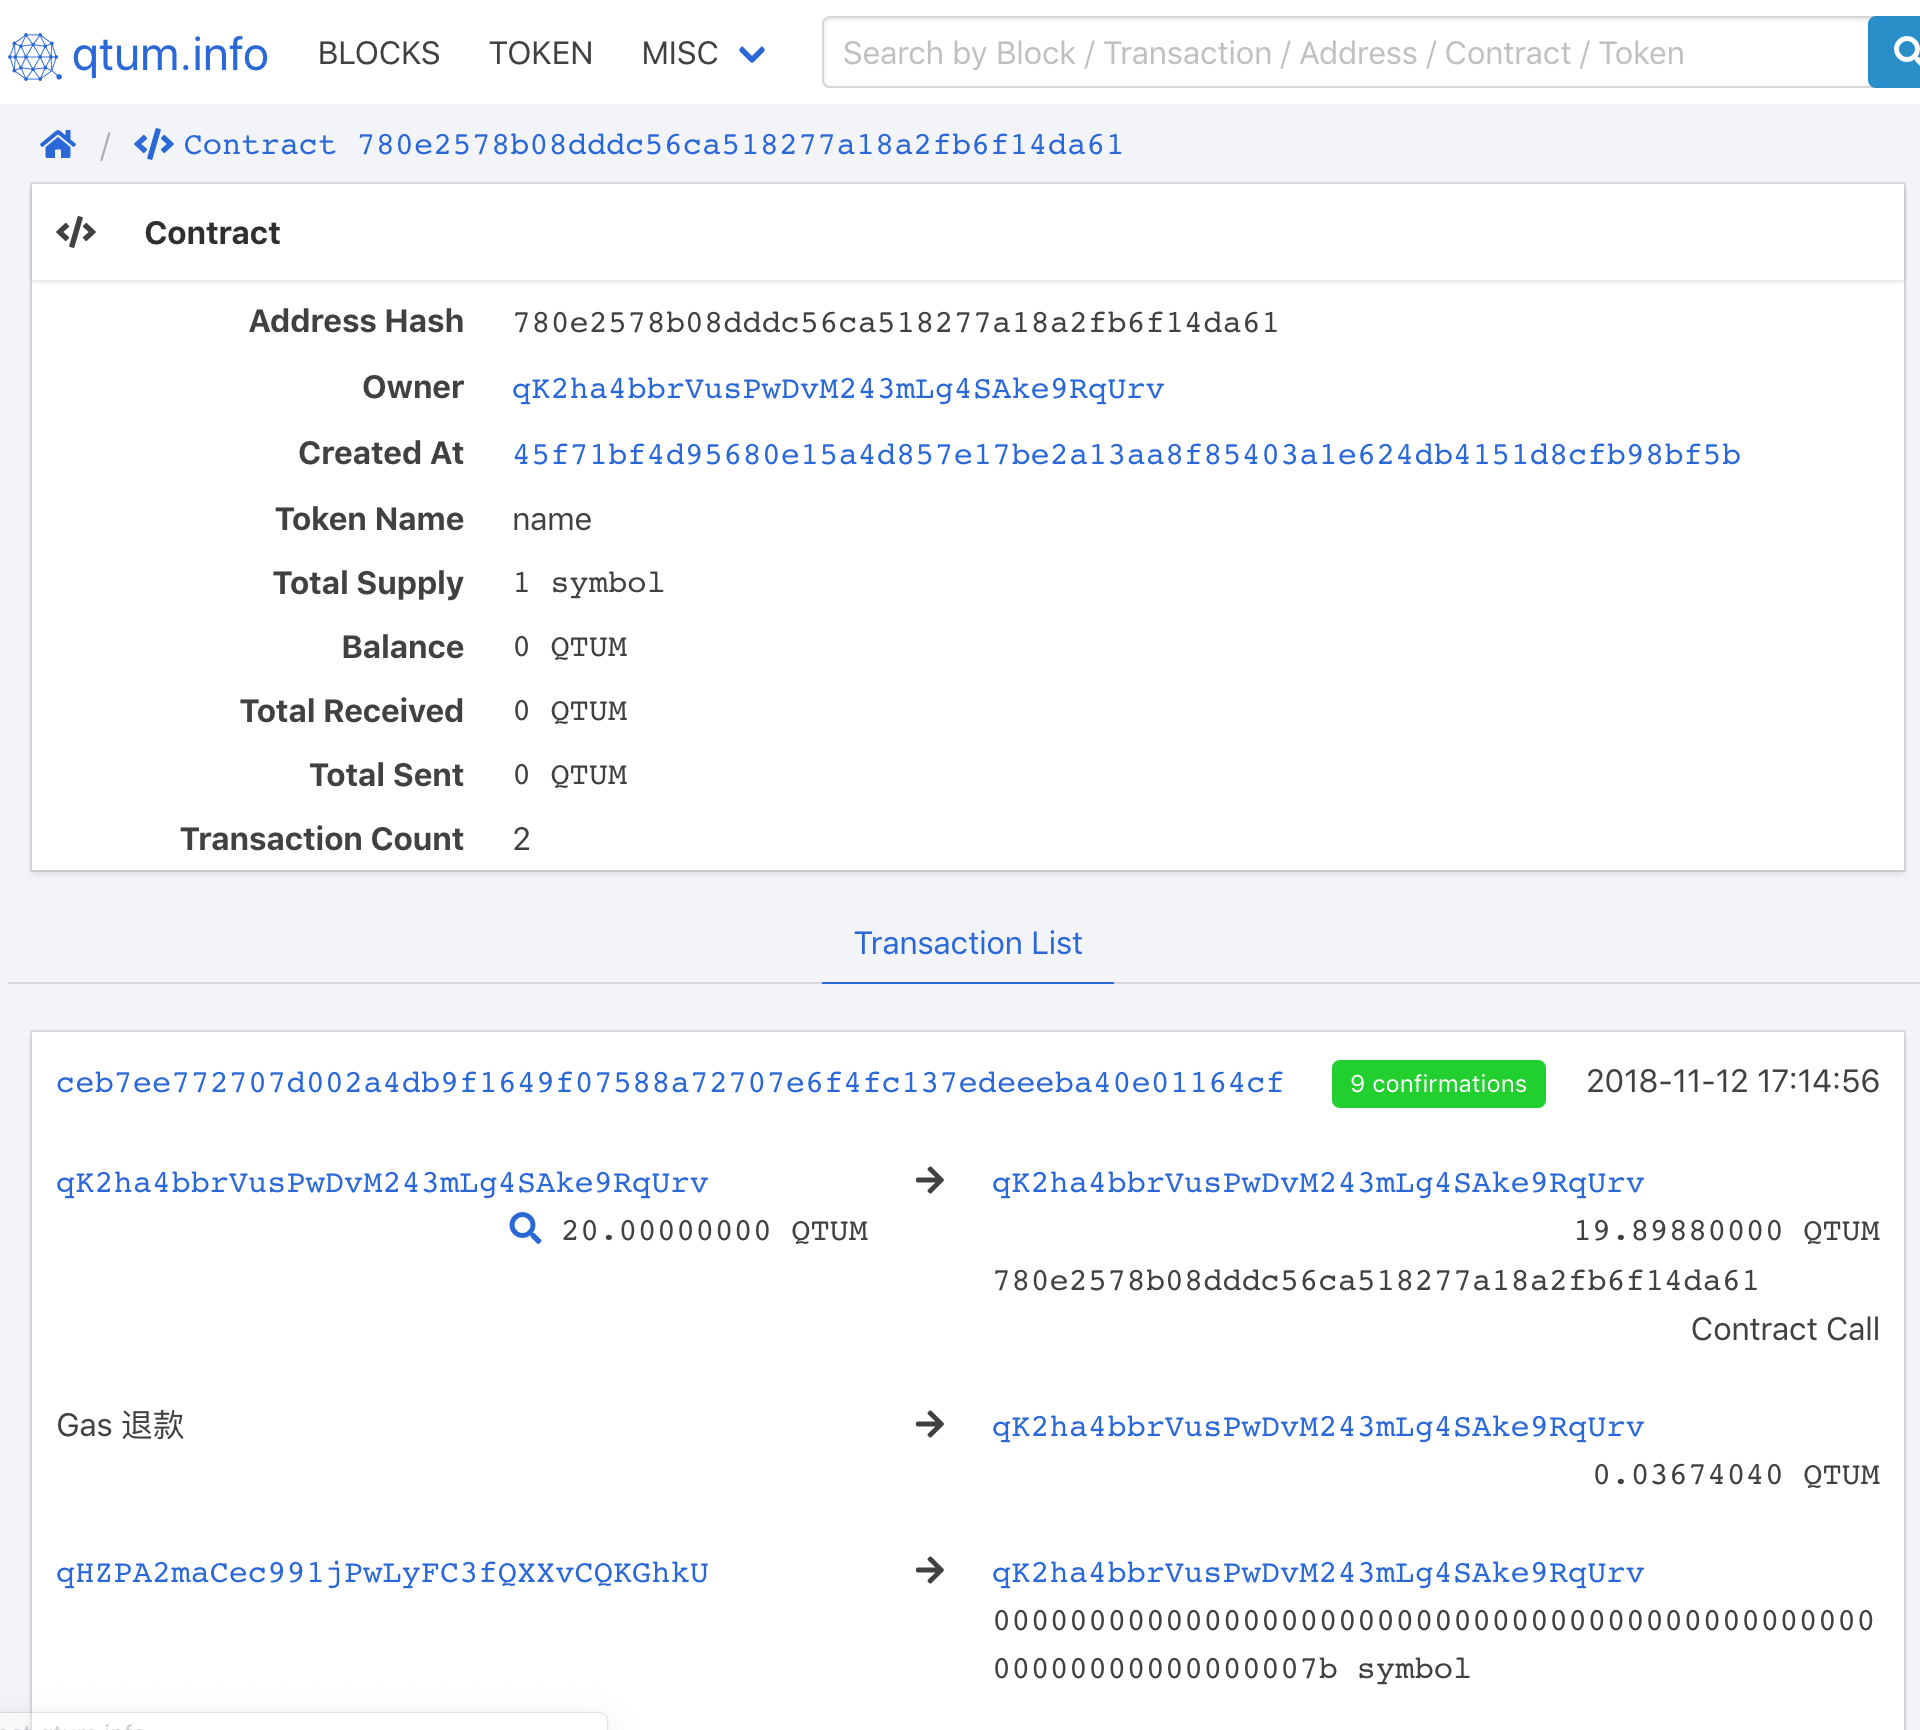 qtum.info BLOCKS TOKEN MISC Search by Block / Transaction / Address / Contract / Token
/ Contract 780e2578b08dddc56ca518277a18a2fb6f14da61
Contract
Address Hash 780e2578b08dddc56ca518277a18a2fb6f14da61
Owner qK2ha4bbrVusPwDvM243mLg4SAke9RqUrv
Created At 45f71bf4d95680e15a4d857e17be2a13aa8f85403a1e624db4151d8cfb98bf5b
Token Name name
Total Supply 1 symbol
Balance 0 QTUM
Total Received 0 QTUM
Total Sent 0 QTUM
Transaction Count 2
Transaction List
ceb7ee772707d002a4db9f1649f07588a72707e6f4fc137edeeeba40e01164cf 9 confirmations 2018-11-12 17:14:56
qK2ha4bbrVusPwDvM243mLg4SAke9RqUrv qK2ha4bbrVusPwDvM243mLg4SAke9RqUrv
20.00000000 QTUM 19.89880000 QTUM
780e2578b08dddc56ca518277a18a2fb6f14da61
Contract Call
Gas 退款 qK2ha4bbrVusPwDvM243mLg4SAke9RqUrv
0.03674040 QTUM
qHZPA2maCec991jPwLyFC3fQXXvCQKGhkU qK2ha4bbrVusPwDvM243mLg4SAke9RqUrv
0000000000000000000000000000000000000000000000
00000000000000007b symbol